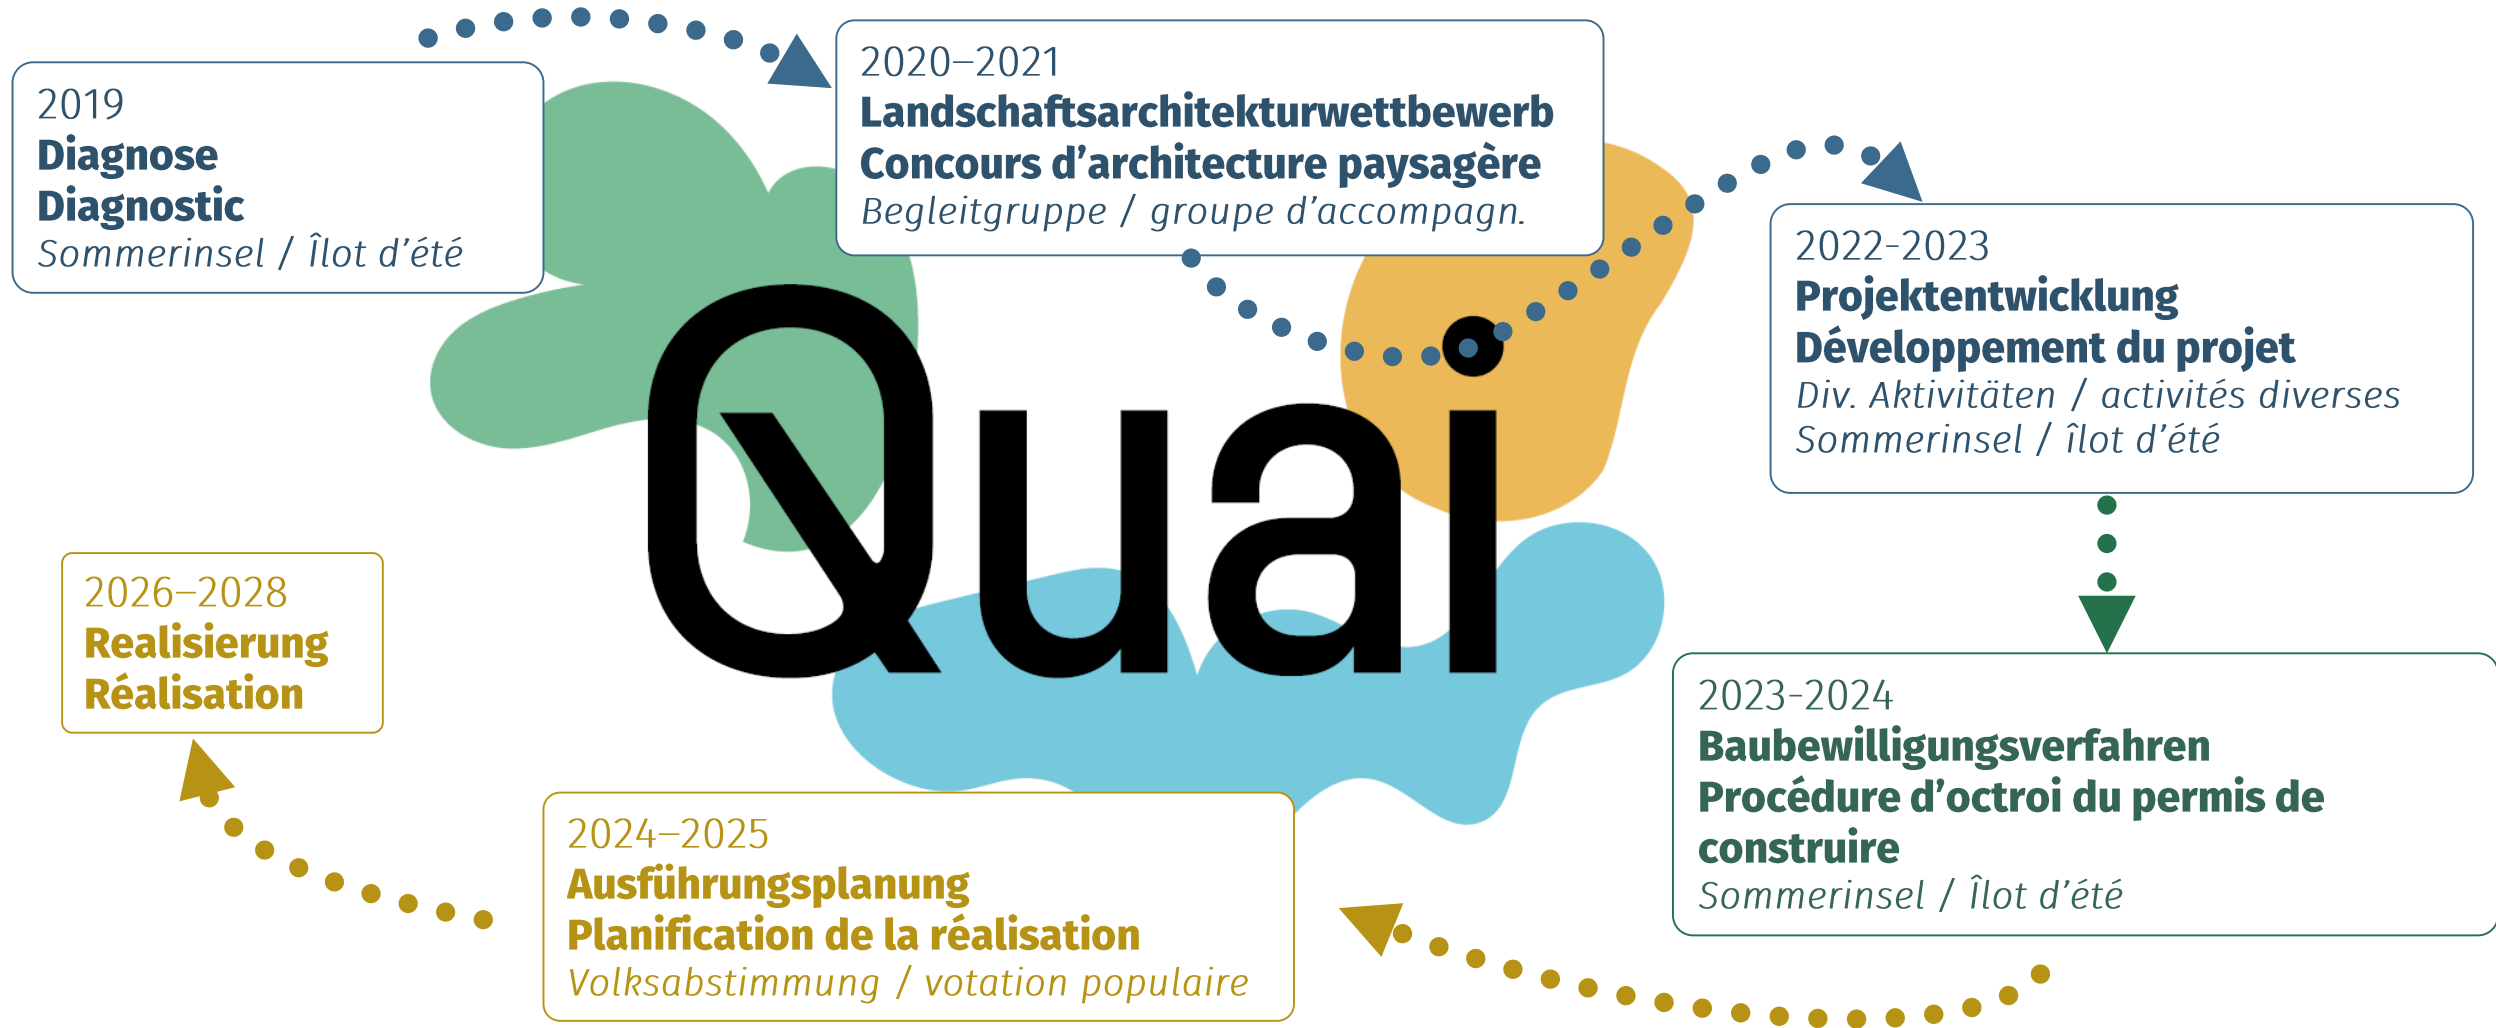 2019
Diagnose
Diagnostic
Sommerinsel / îlot d'été
2020–2021
Landschaftsarchitekturwettbewerb
Concours d'architecture pavsagère
Begleitgruppe / groupe d'accompagn.
2022–2023
Projektentwicklung
Développement du projet
Div. Aktivitäten / activités diverses
Sommerinsel / îlot d'été
Quai
2023–2024
Baubewilligungsverfahren
Procédure d'octroi du permis de
construire
Sommerinsel / Îlot d'été
2024–2025
Ausführungsplanung
Planification de la réalisation
Volksabstimmung / votation populaire
2026–2028
Realisierung
Réalisation